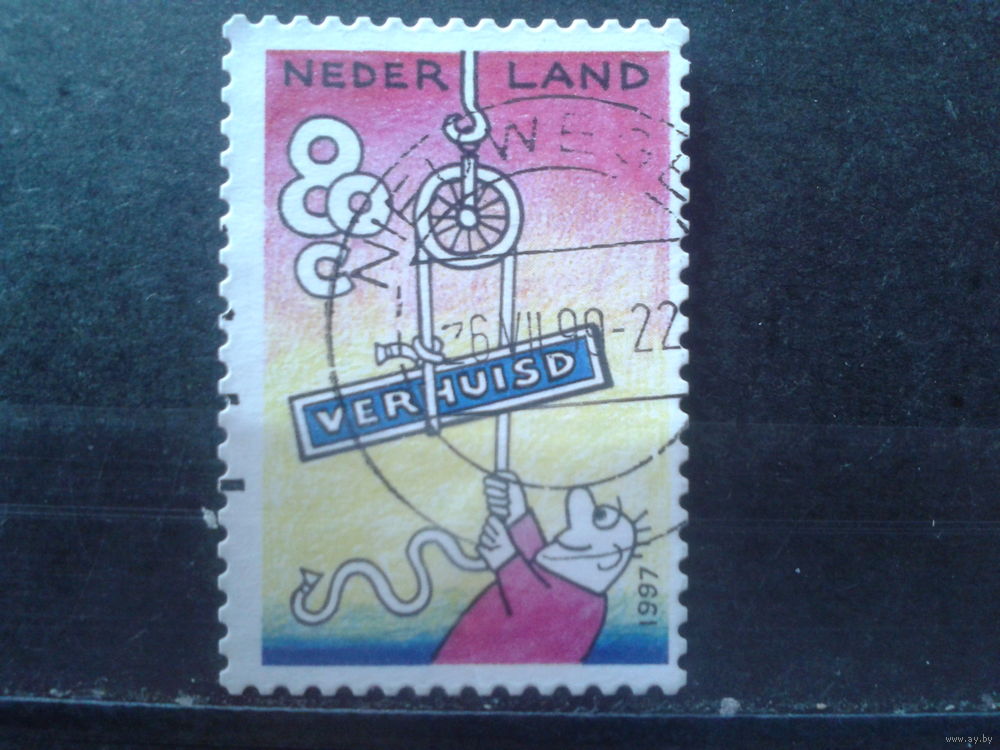 NEDER LAND
80 c
VERHUISD
-6.VII.99-22
1997
www.ay.by